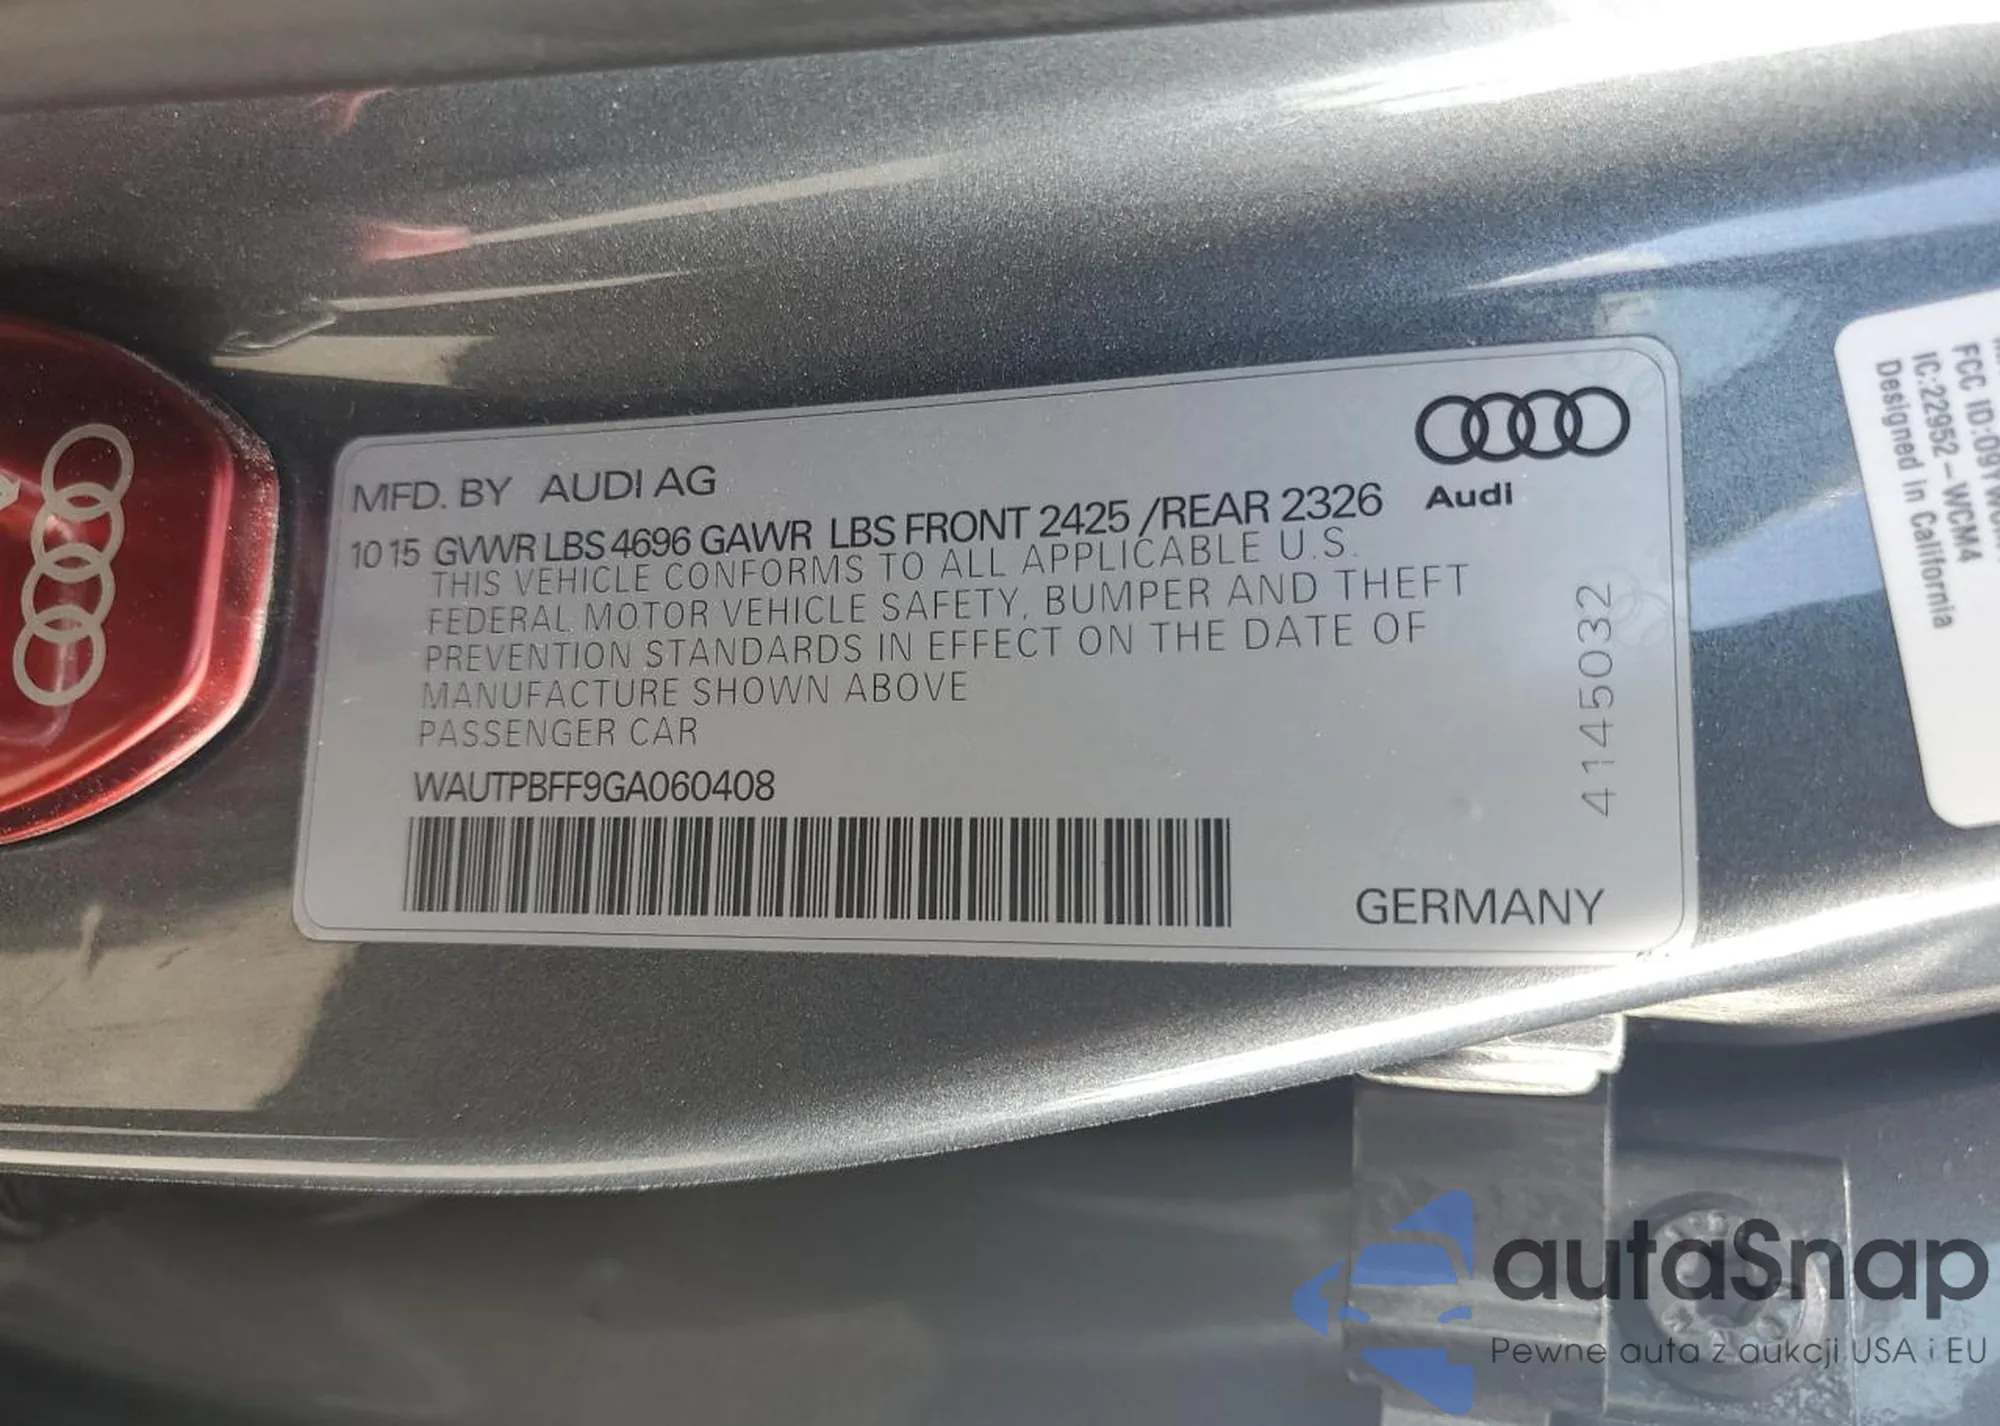 MFD. BY AUDI AG
10 15 GVWR LBS 4696 GAWR LBS FRONT 2425 /REAR 2326
THIS VEHICLE CONFORMS TO ALL APPLICABLE U.S.
FEDERAL MOTOR VEHICLE SAFETY, BUMPER AND THEFT
PREVENTION STANDARDS IN EFFECT ON THE DATE OF
MANUFACTURE SHOWN ABOVE
PASSENGER CAR
WAUTPBFF9GA060408
Audi
4145032
GERMANY
FCC ID:
IC:22952-WCM4
Designed in California
autaSnap
Pewne auta z aukcji USA i EU